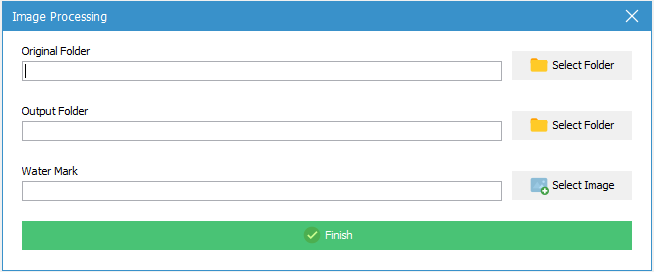 Image Processing
Original Folder
Select Folder
Output Folder
Select Folder
Water Mark
Select Image
Finish